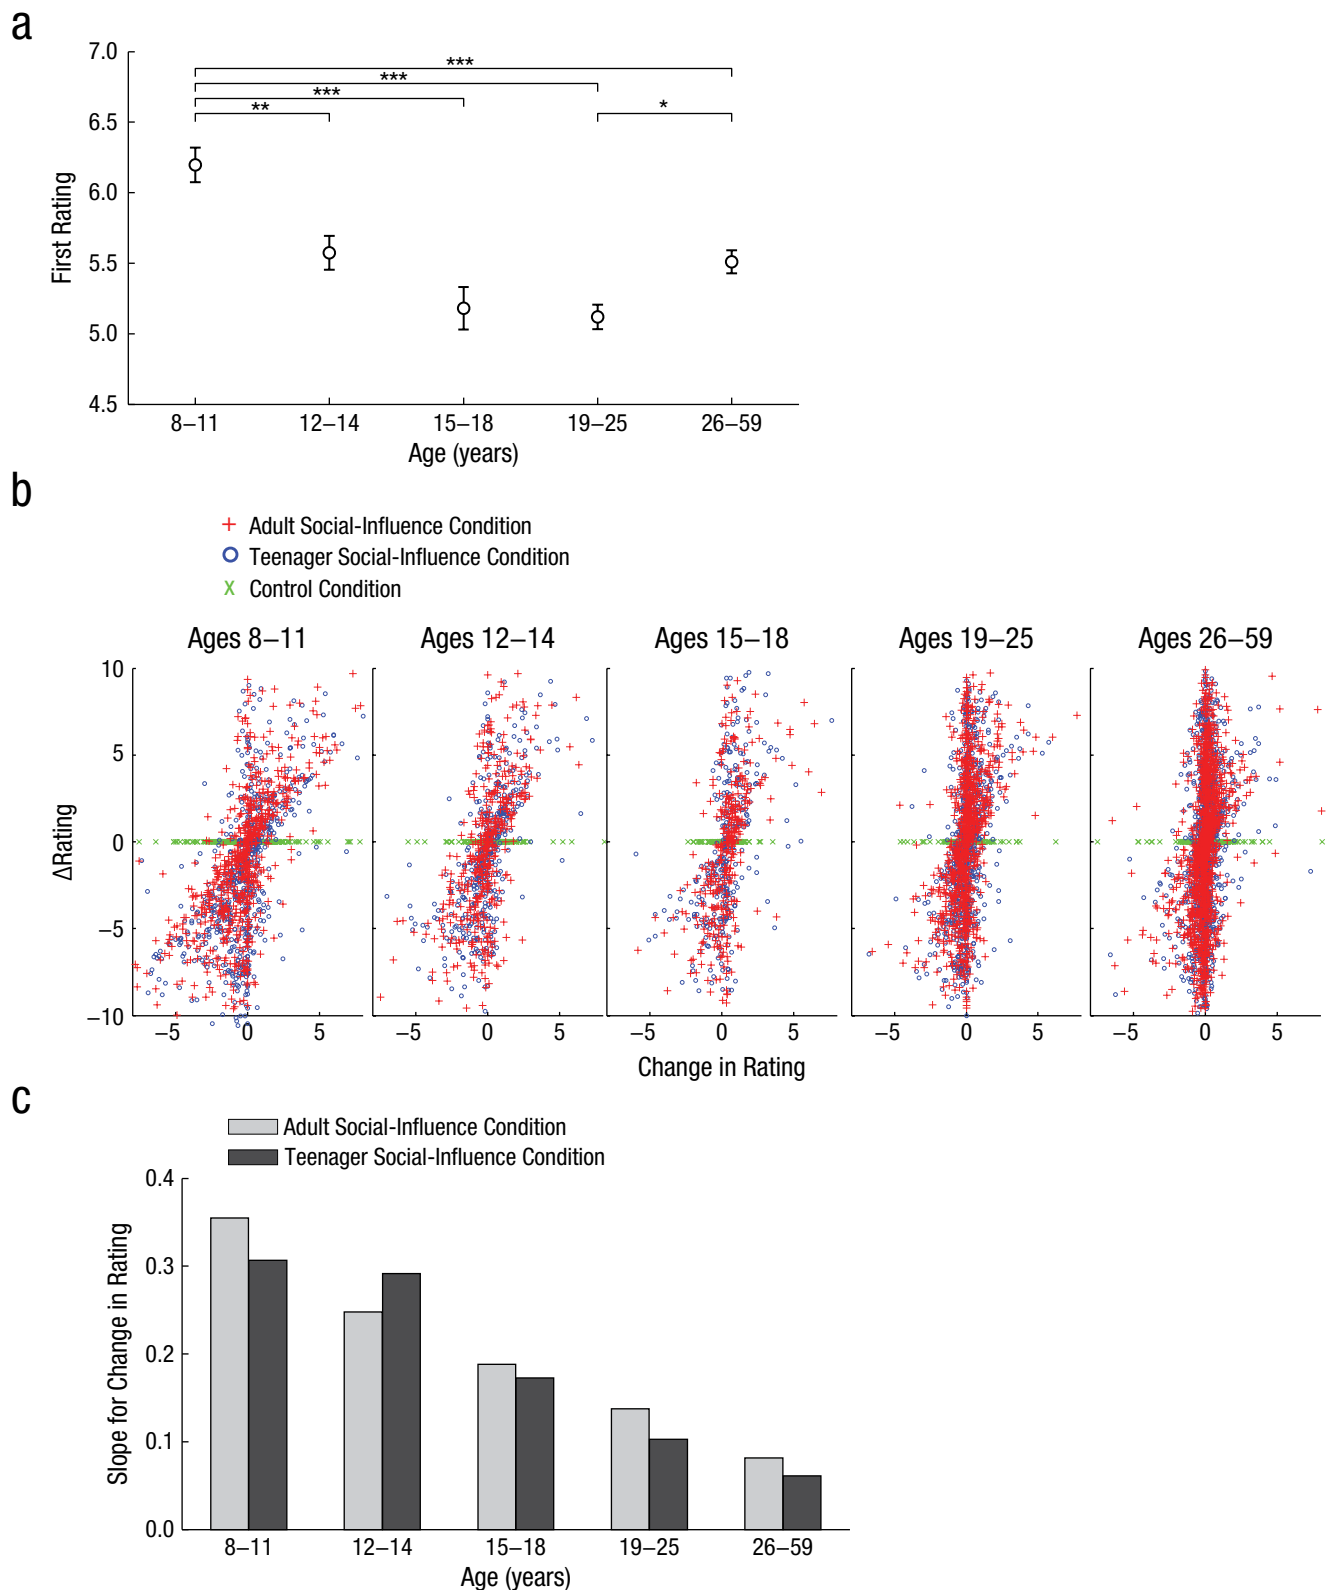 a
7.0
6.5
6.0
5.5
5.0
4.5
First Rating
***
***
***
**
*
8–11 12–14 15–18 19–25 26–59
Age (years)
b
+ Adult Social-Influence Condition
Teenager Social-Influence Condition
x Control Condition
Ages 8–11 Ages 12–14 Ages 15–18 Ages 19–25 Ages 26–59
10
5
0
–5
–10
ΔRating
–5 0 5 –5 0 5 –5 0 5 –5 0 5 –5 0 5
Change in Rating
c
Adult Social-Influence Condition
Teenager Social-Influence Condition
0.4
0.3
0.2
0.1
0.0
Slope for Change in Rating
8–11 12–14 15–18 19–25 26–59
Age (years)